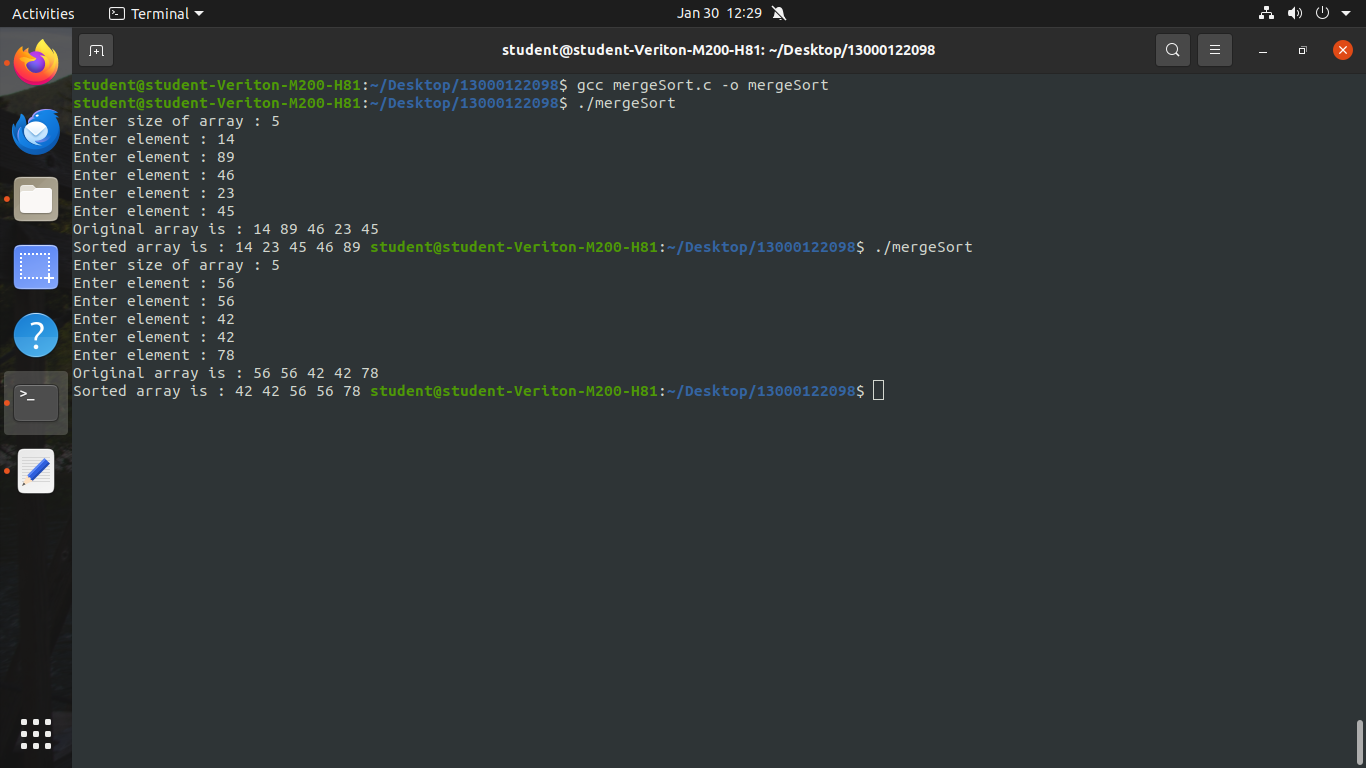 Activities Terminal Jan 30 12:29
student@student-Veriton-M200-H81: ~/Desktop/13000122098
student@student-Veriton-M200-H81:~/Desktop/13000122098$ gcc mergeSort.c -o mergeSort
student@student-Veriton-M200-H81:~/Desktop/13000122098$ ./mergeSort
Enter size of array : 5
Enter element : 14
Enter element : 89
Enter element : 46
Enter element : 23
Enter element : 45
Original array is : 14 89 46 23 45
Sorted array is : 14 23 45 46 89 student@student-Veriton-M200-H81:~/Desktop/13000122098$ ./mergeSort
Enter size of array : 5
Enter element : 56
Enter element : 56
Enter element : 42
Enter element : 42
Enter element : 78
Original array is : 56 56 42 42 78
Sorted array is : 42 42 56 56 78 student@student-Veriton-M200-H81:~/Desktop/13000122098$